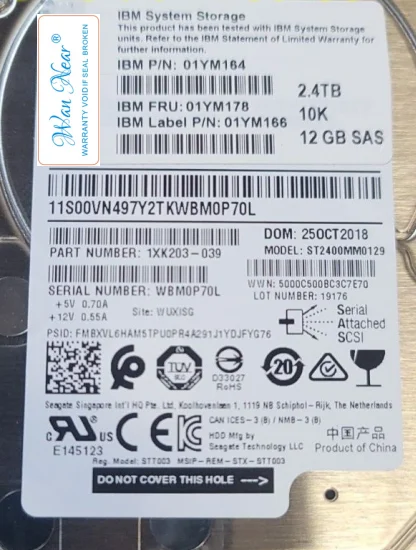 Wan Near®
WARRANTY VOID IF SEAL BROKEN
IBM System Storage
This product has been tested with IBM System Storage
units. Refer to the IBM Statement of Limited Warranty for
further information.
IBM P/N: 01YM164
2.4TB
IBM FRU: 01YM178
10K
IBM Label P/N: 01YM166
12 GB SAS
11S00VN497Y2TKWBM0P70L
DOM: 25OCT2018
PART NUMBER: 1XK203-039
MODEL: ST2400MM0129
WWN: 5000C500BC3C7E70
SERIAL NUMBER: WBM0P70L
LOT NUMBER: 19176
+5V 0.70A
+12V 0.55A
Site: WUXISG
Serial
Attached
SCSI
PSID: FMBXVL6HAM5TPU0PR4A291J1YDJFYG76
TUV
D33027
RoHS
20
Seagate Singapore Int'l HQ Pte. Ltd. Koolhovenlaan 1, 1119 NB Schiphol-Rijk, The Netherlands
c RU us
E145123
CE
CAN ICES-3 (B) / NMB-3 (B)
HDD Mfg by
Seagate Technology LLC
中国产品
Product of China
Reg. Model: STT003 MSIP-REM-STX-STT003
DO NOT COVER THIS HOLE --->